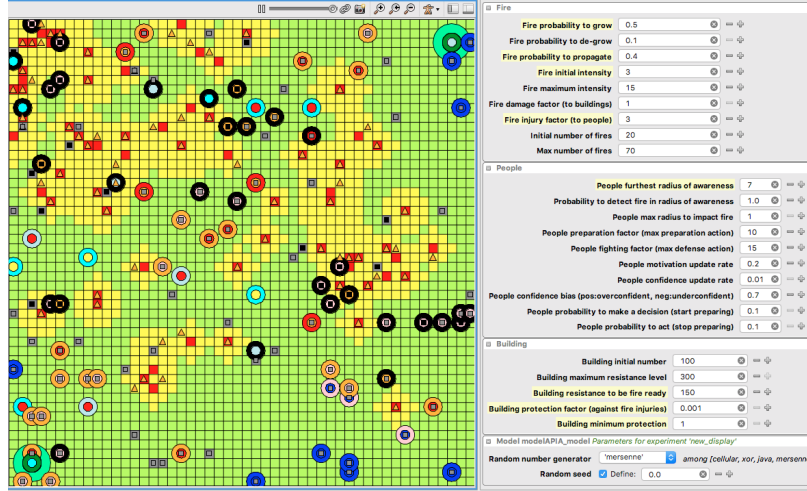 Fire
Fire probability to grow 0.5
Fire probability to de-grow 0.1
Fire probability to propagate 0.4
Fire initial intensity 3
Fire maximum intensity 15
Fire damage factor (to buildings) 1
Fire injury factor (to people) 3
Initial number of fires 20
Max number of fires 70
People
People furthest radius of awareness 7
Probability to detect fire in radius of awareness 1.0
People max radius to impact fire 1
People preparation factor (max preparation action) 10
People fighting factor (max defense action) 15
People motivation update rate 0.2
People confidence update rate 0.01
People confidence bias (pos:overconfident, neg:underconfident) 0.7
People probability to make a decision (start preparing) 0.1
People probability to act (stop preparing) 0.1
Building
Building initial number 100
Building maximum resistance level 300
Building resistance to be fire ready 150
Building protection factor (against fire injuries) 0.001
Building minimum protection 1
Model modelAPIA_model Parameters for experiment 'new_display'
Random number generator 'mersenne' among [cellular, xor, java, mersenne
Random seed Define: 0.0